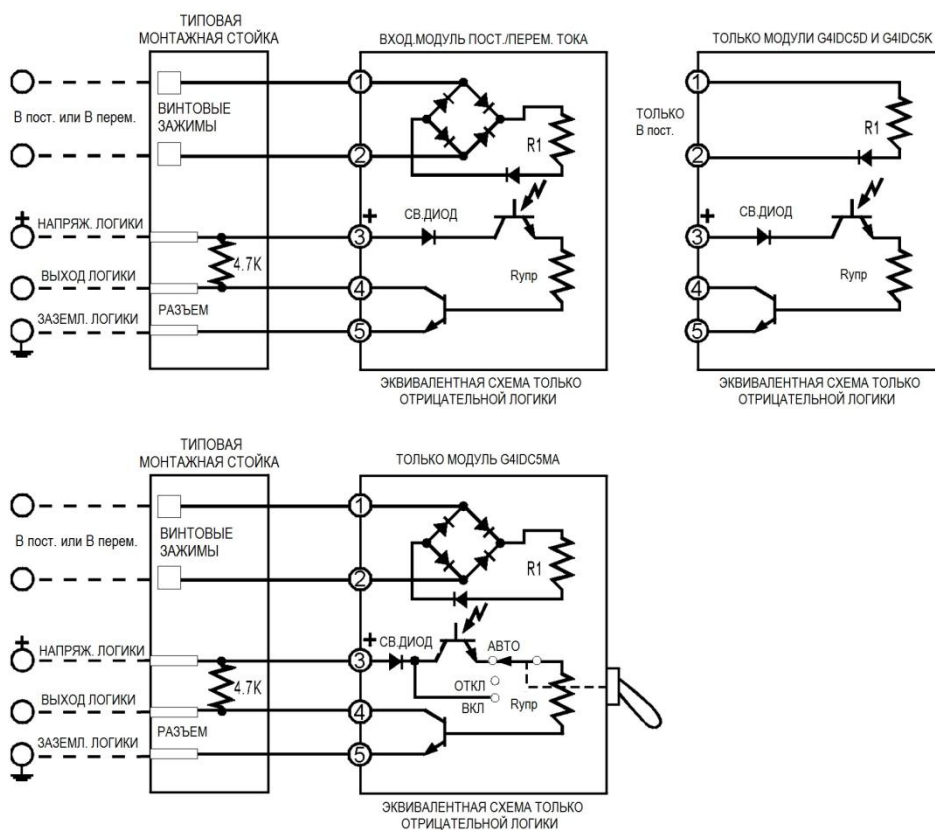 ТИПОВАЯ
МОНТАЖНАЯ СТОЙКА
В пост. или В перем.
ВИНТОВЫЕ
ЗАЖИМЫ
+
НАПРЯЖ. ЛОГИКИ
4.7K
ВЫХОД ЛОГИКИ
РАЗЪЕМ
ЗАЗЕМЛ. ЛОГИКИ
ВХОД.МОДУЛЬ ПОСТ./ПЕРЕМ. ТОКА
1
2
R1
+
3
СВ.ДИОД
Rупр
4
5
ЭКВИВАЛЕНТНАЯ СХЕМА ТОЛЬКО
ОТРИЦАТЕЛЬНОЙ ЛОГИКИ
ТОЛЬКО МОДУЛИ G4IDC5D И G4IDC5K
1
ТОЛЬКО
В пост.
R1
2
+
3
СВ.ДИОД
Rупр
4
5
ЭКВИВАЛЕНТНАЯ СХЕМА ТОЛЬКО
ОТРИЦАТЕЛЬНОЙ ЛОГИКИ
ТИПОВАЯ
МОНТАЖНАЯ СТОЙКА
В пост. или В перем.
ВИНТОВЫЕ
ЗАЖИМЫ
+
НАПРЯЖ. ЛОГИКИ
4.7K
ВЫХОД ЛОГИКИ
РАЗЪЕМ
ЗАЗЕМЛ. ЛОГИКИ
ТОЛЬКО МОДУЛЬ G4IDC5MA
1
2
R1
+
3
СВ.ДИОД
АВТО
ОТКЛ
ВКЛ
Rупр
4
5
ЭКВИВАЛЕНТНАЯ СХЕМА ТОЛЬКО
ОТРИЦАТЕЛЬНОЙ ЛОГИКИ